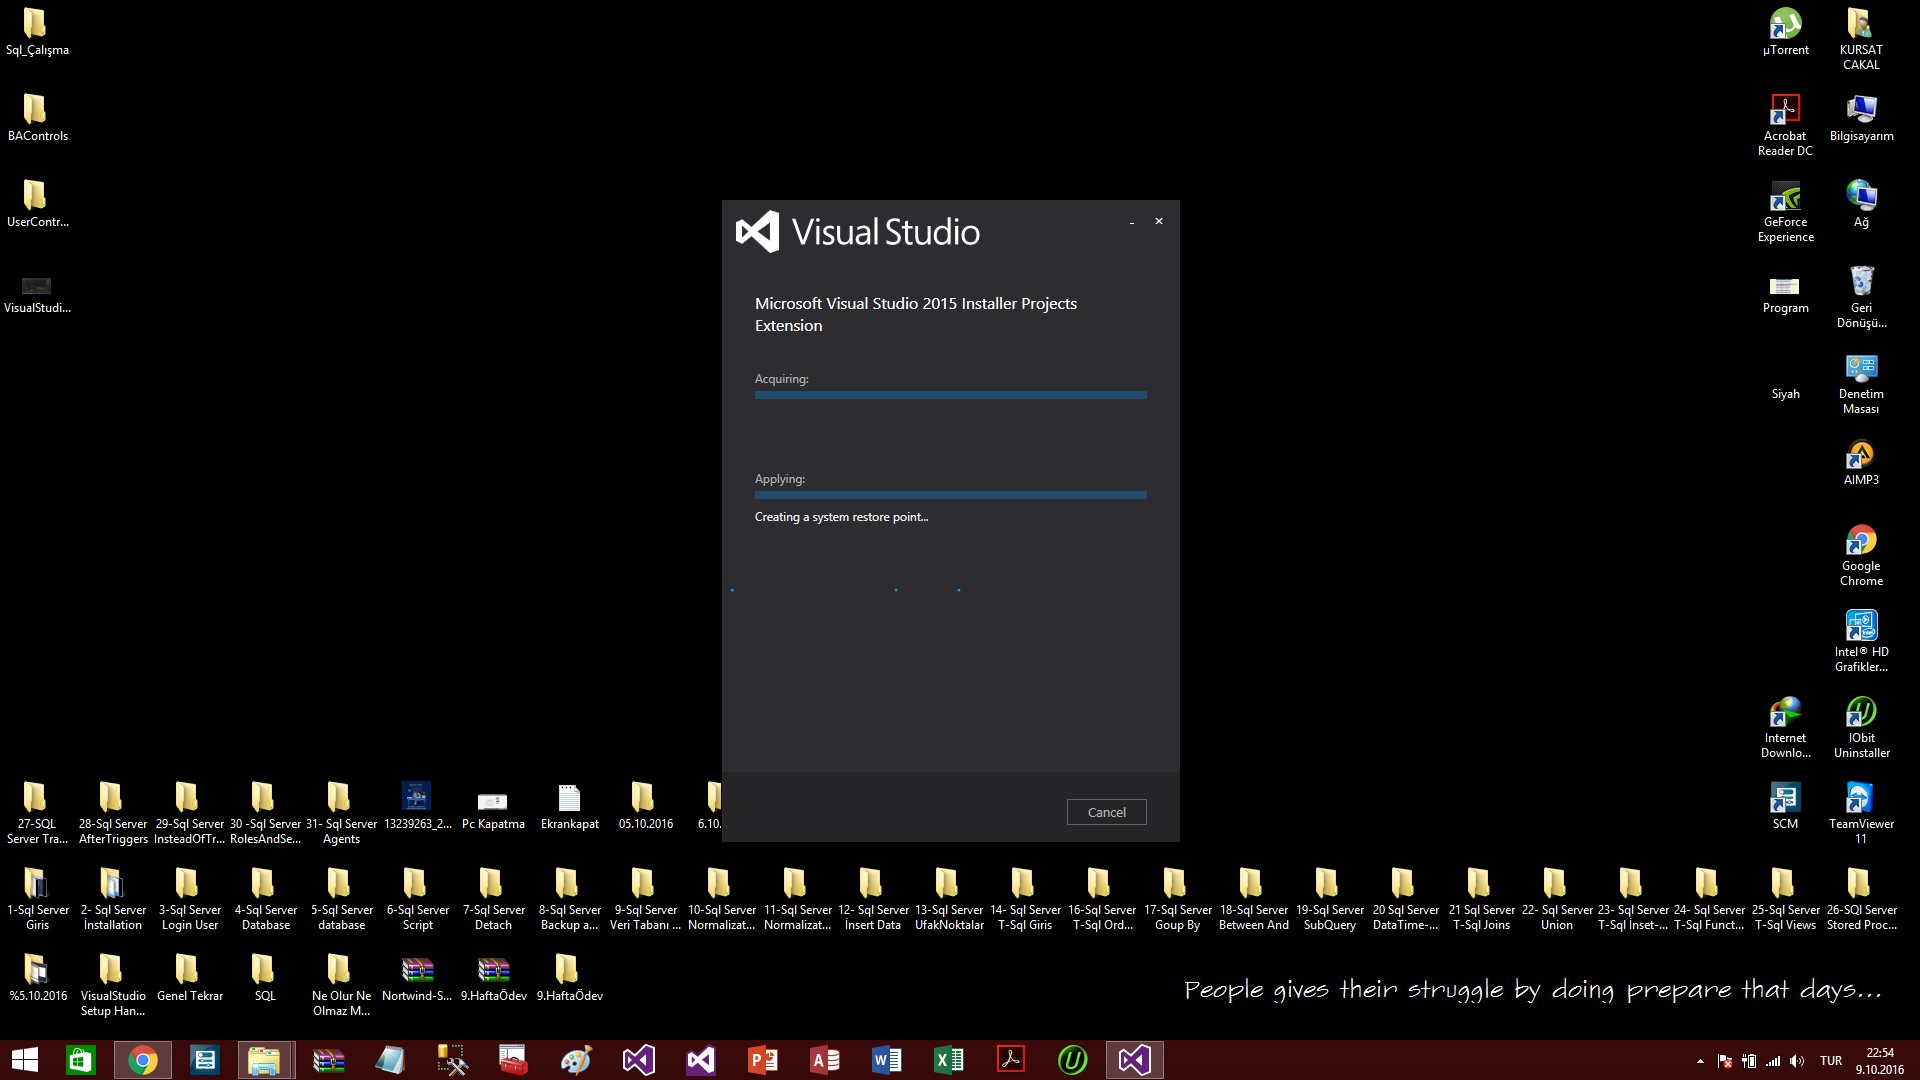 Sql_Çalışma
BAControls
UserContr...
VisualStudi...
µTorrent
KURSAT
CAKAL
Acrobat
Reader DC
Bilgisayarım
GeForce
Experience
Ağ
Program
Geri
Dönüşü...
Siyah
Denetim
Masası
AIMP3
Google
Chrome
Intel® HD
Grafikler...
Internet
Downlo...
IObit
Uninstaller
SCM
TeamViewer
11
Visual Studio
Microsoft Visual Studio 2015 Installer Projects
Extension
Acquiring:
Applying:
Creating a system restore point...
Cancel
27-SQL
Server Tra...
28-Sql Server
AfterTriggers
29-Sql Server
InsteadOfTr...
30 -Sql Server
RolesAndSe...
31- Sql Server
Agents
13239263_2...
Pc Kapatma
Ekrankapat
05.10.2016
6.10.
1-Sql Server
Giris
2- Sql Server
İnstallation
3-Sql Server
Login User
4-Sql Server
Database
5-Sql Server
database
6-Sql Server
Script
7-Sql Server
Detach
8-Sql Server
Backup a...
9-Sql Server
Veri Tabanı ...
10-Sql Server
Normalizat...
11-Sql Server
Normalizat...
12- Sql Server
İnsert Data
13-Sql Server
UfakNoktalar
14- Sql Server
T-Sql Giris
16-Sql Server
T-Sql Ord...
17-Sql Server
Goup By
18-Sql Server
Between And
19-Sql Server
SubQuery
20 Sql Server
DataTime-...
21 Sql Server
T-Sql Joins
22- Sql Server
Union
23- Sql Server
T-Sql İnset-...
24- Sql Server
T-Sql Funct...
25-Sql Server
T-Sql Views
26-SQl Server
Stored Proc...
%5.10.2016
VisualStudio
Setup Han...
Genel Tekrar
SQL
Ne Olur Ne
Olmaz M...
Nortwind-S...
9.HaftaÖdev
9.HaftaÖdev
People gives their struggle by doing prepare that days...
TUR
22:54
9.10.2016